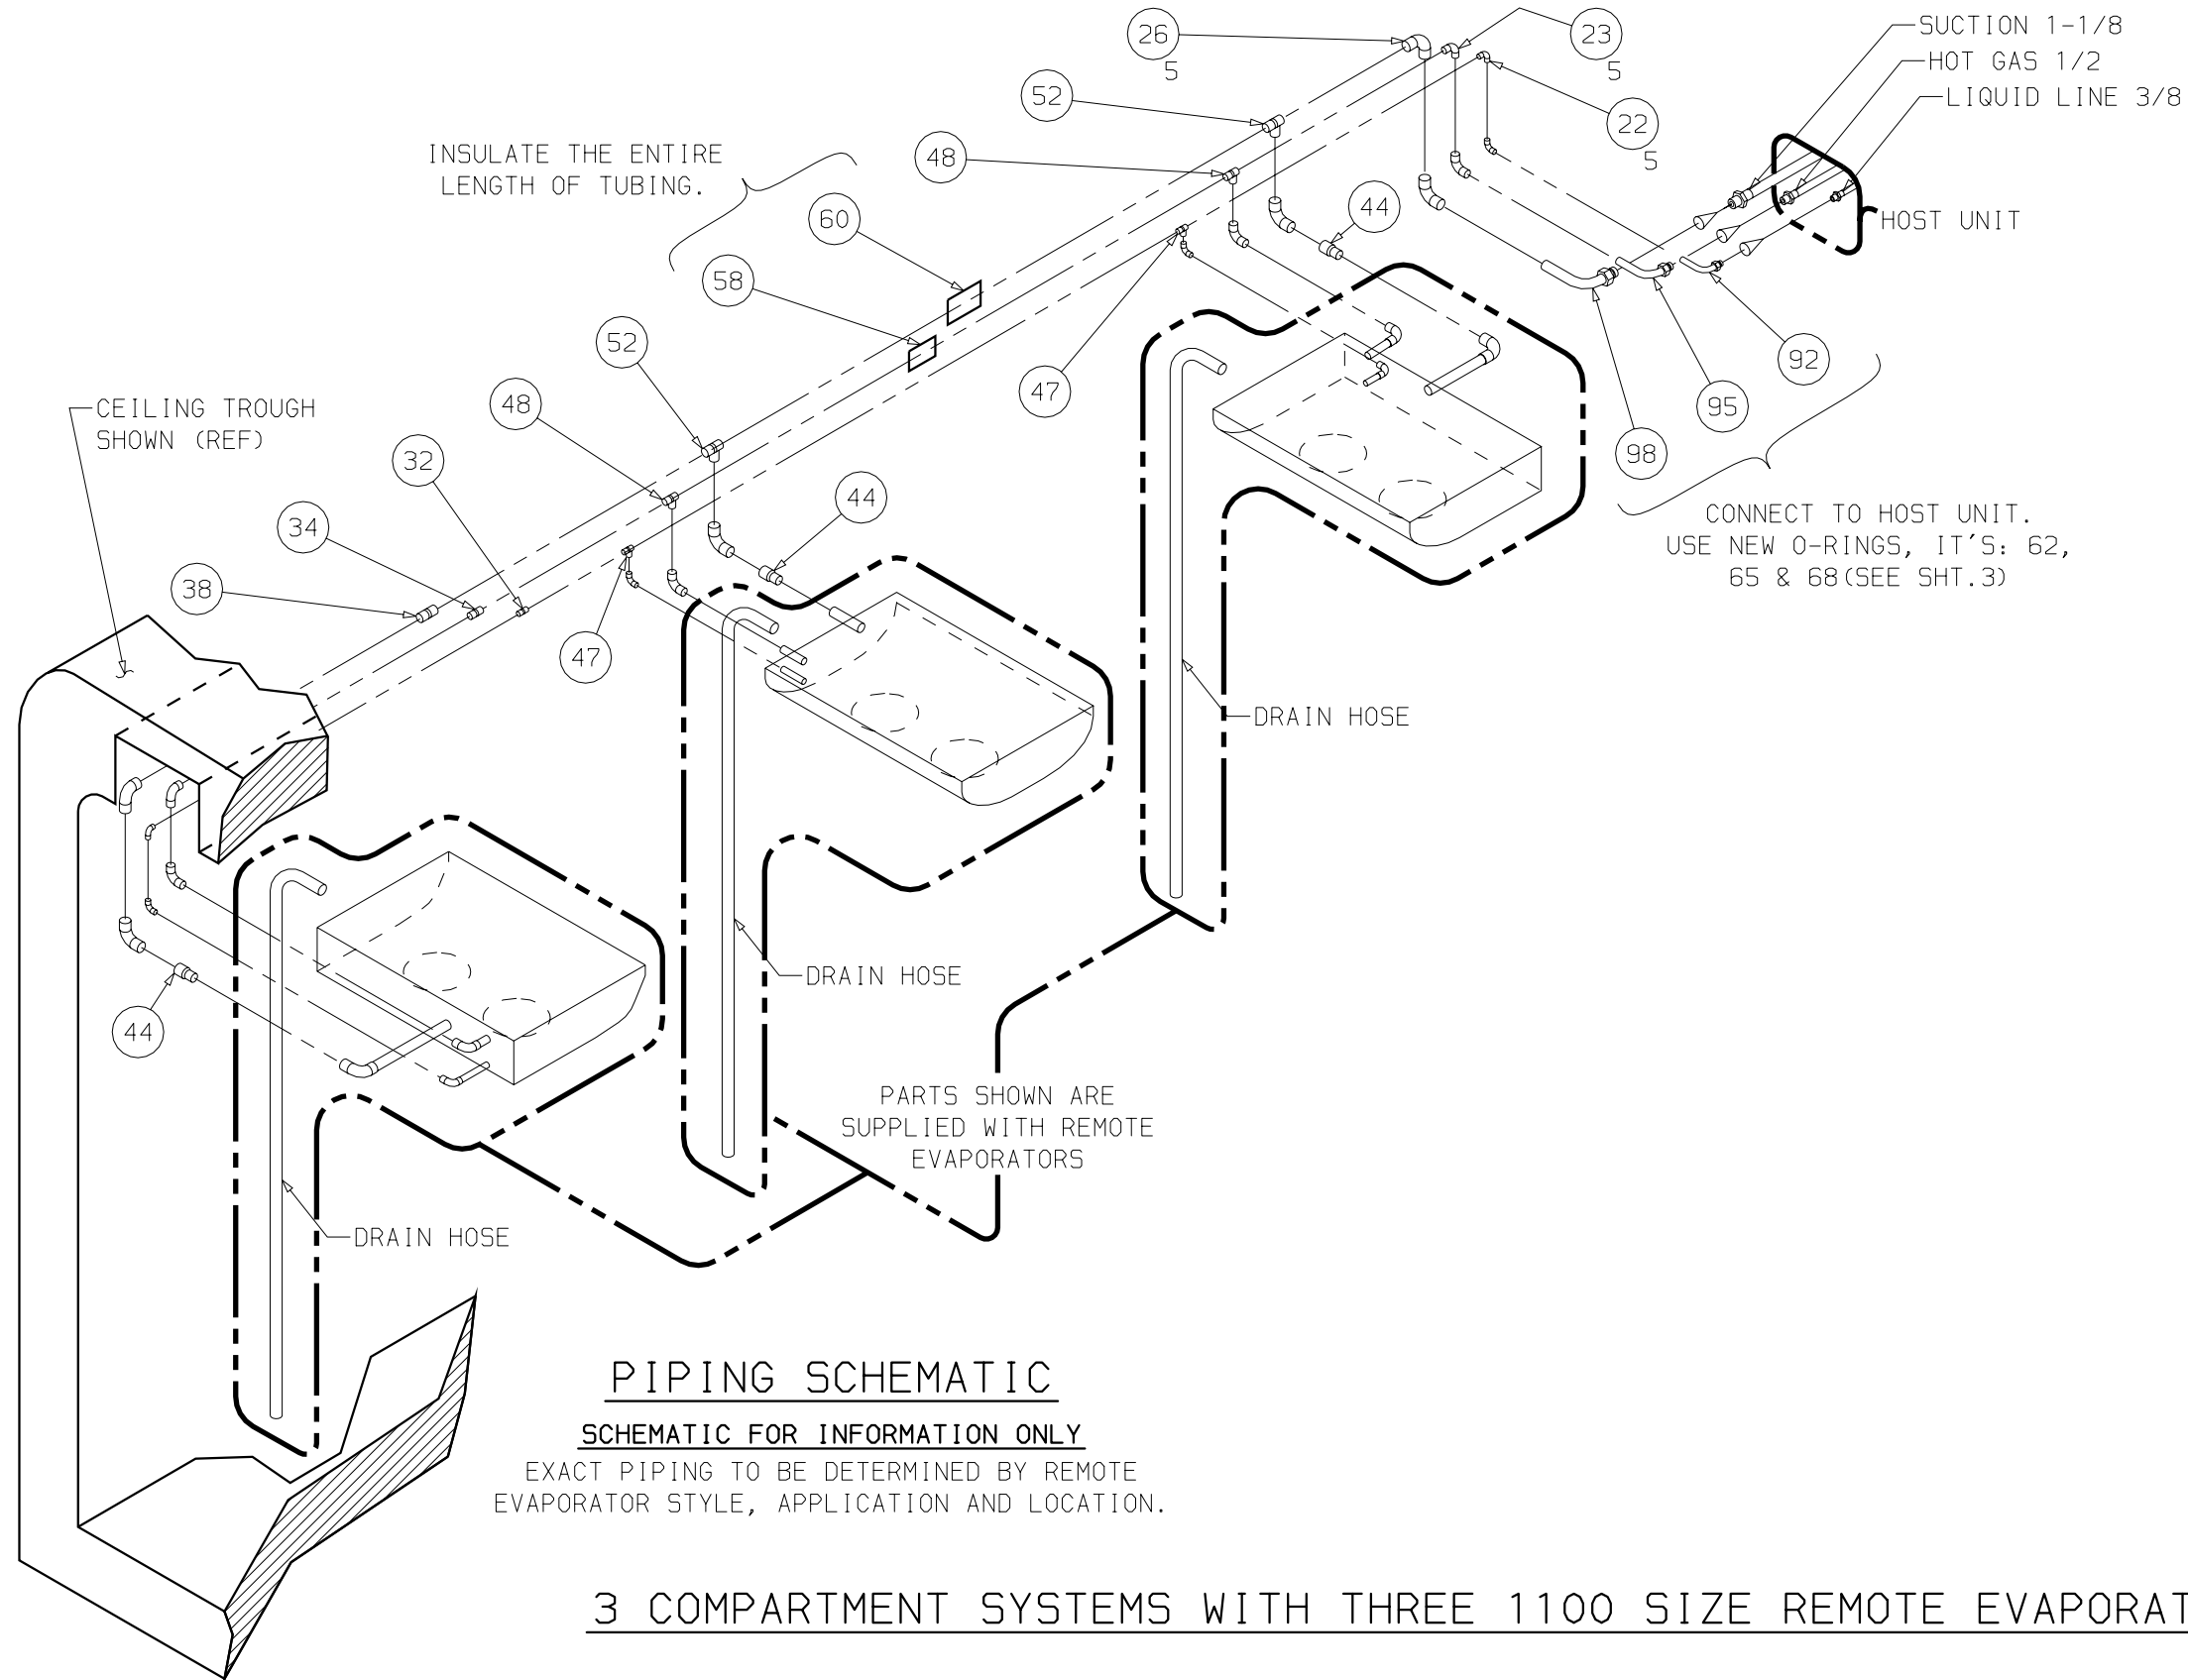 26
5
23
5
SUCTION 1-1/8
HOT GAS 1/2
LIQUID LINE 3/8
52
22
5
INSULATE THE ENTIRE
LENGTH OF TUBING.
48
60
44
HOST UNIT
58
52
47
92
48
95
CEILING TROUGH
SHOWN (REF)
32
98
34
44
CONNECT TO HOST UNIT.
USE NEW O-RINGS, IT'S: 62,
65 & 68(SEE SHT.3)
38
47
DRAIN HOSE
DRAIN HOSE
44
PARTS SHOWN ARE
SUPPLIED WITH REMOTE
EVAPORATORS
DRAIN HOSE
PIPING SCHEMATIC
SCHEMATIC FOR INFORMATION ONLY
EXACT PIPING TO BE DETERMINED BY REMOTE
EVAPORATOR STYLE, APPLICATION AND LOCATION.
3 COMPARTMENT SYSTEMS WITH THREE 1100 SIZE REMOTE EVAPORAT